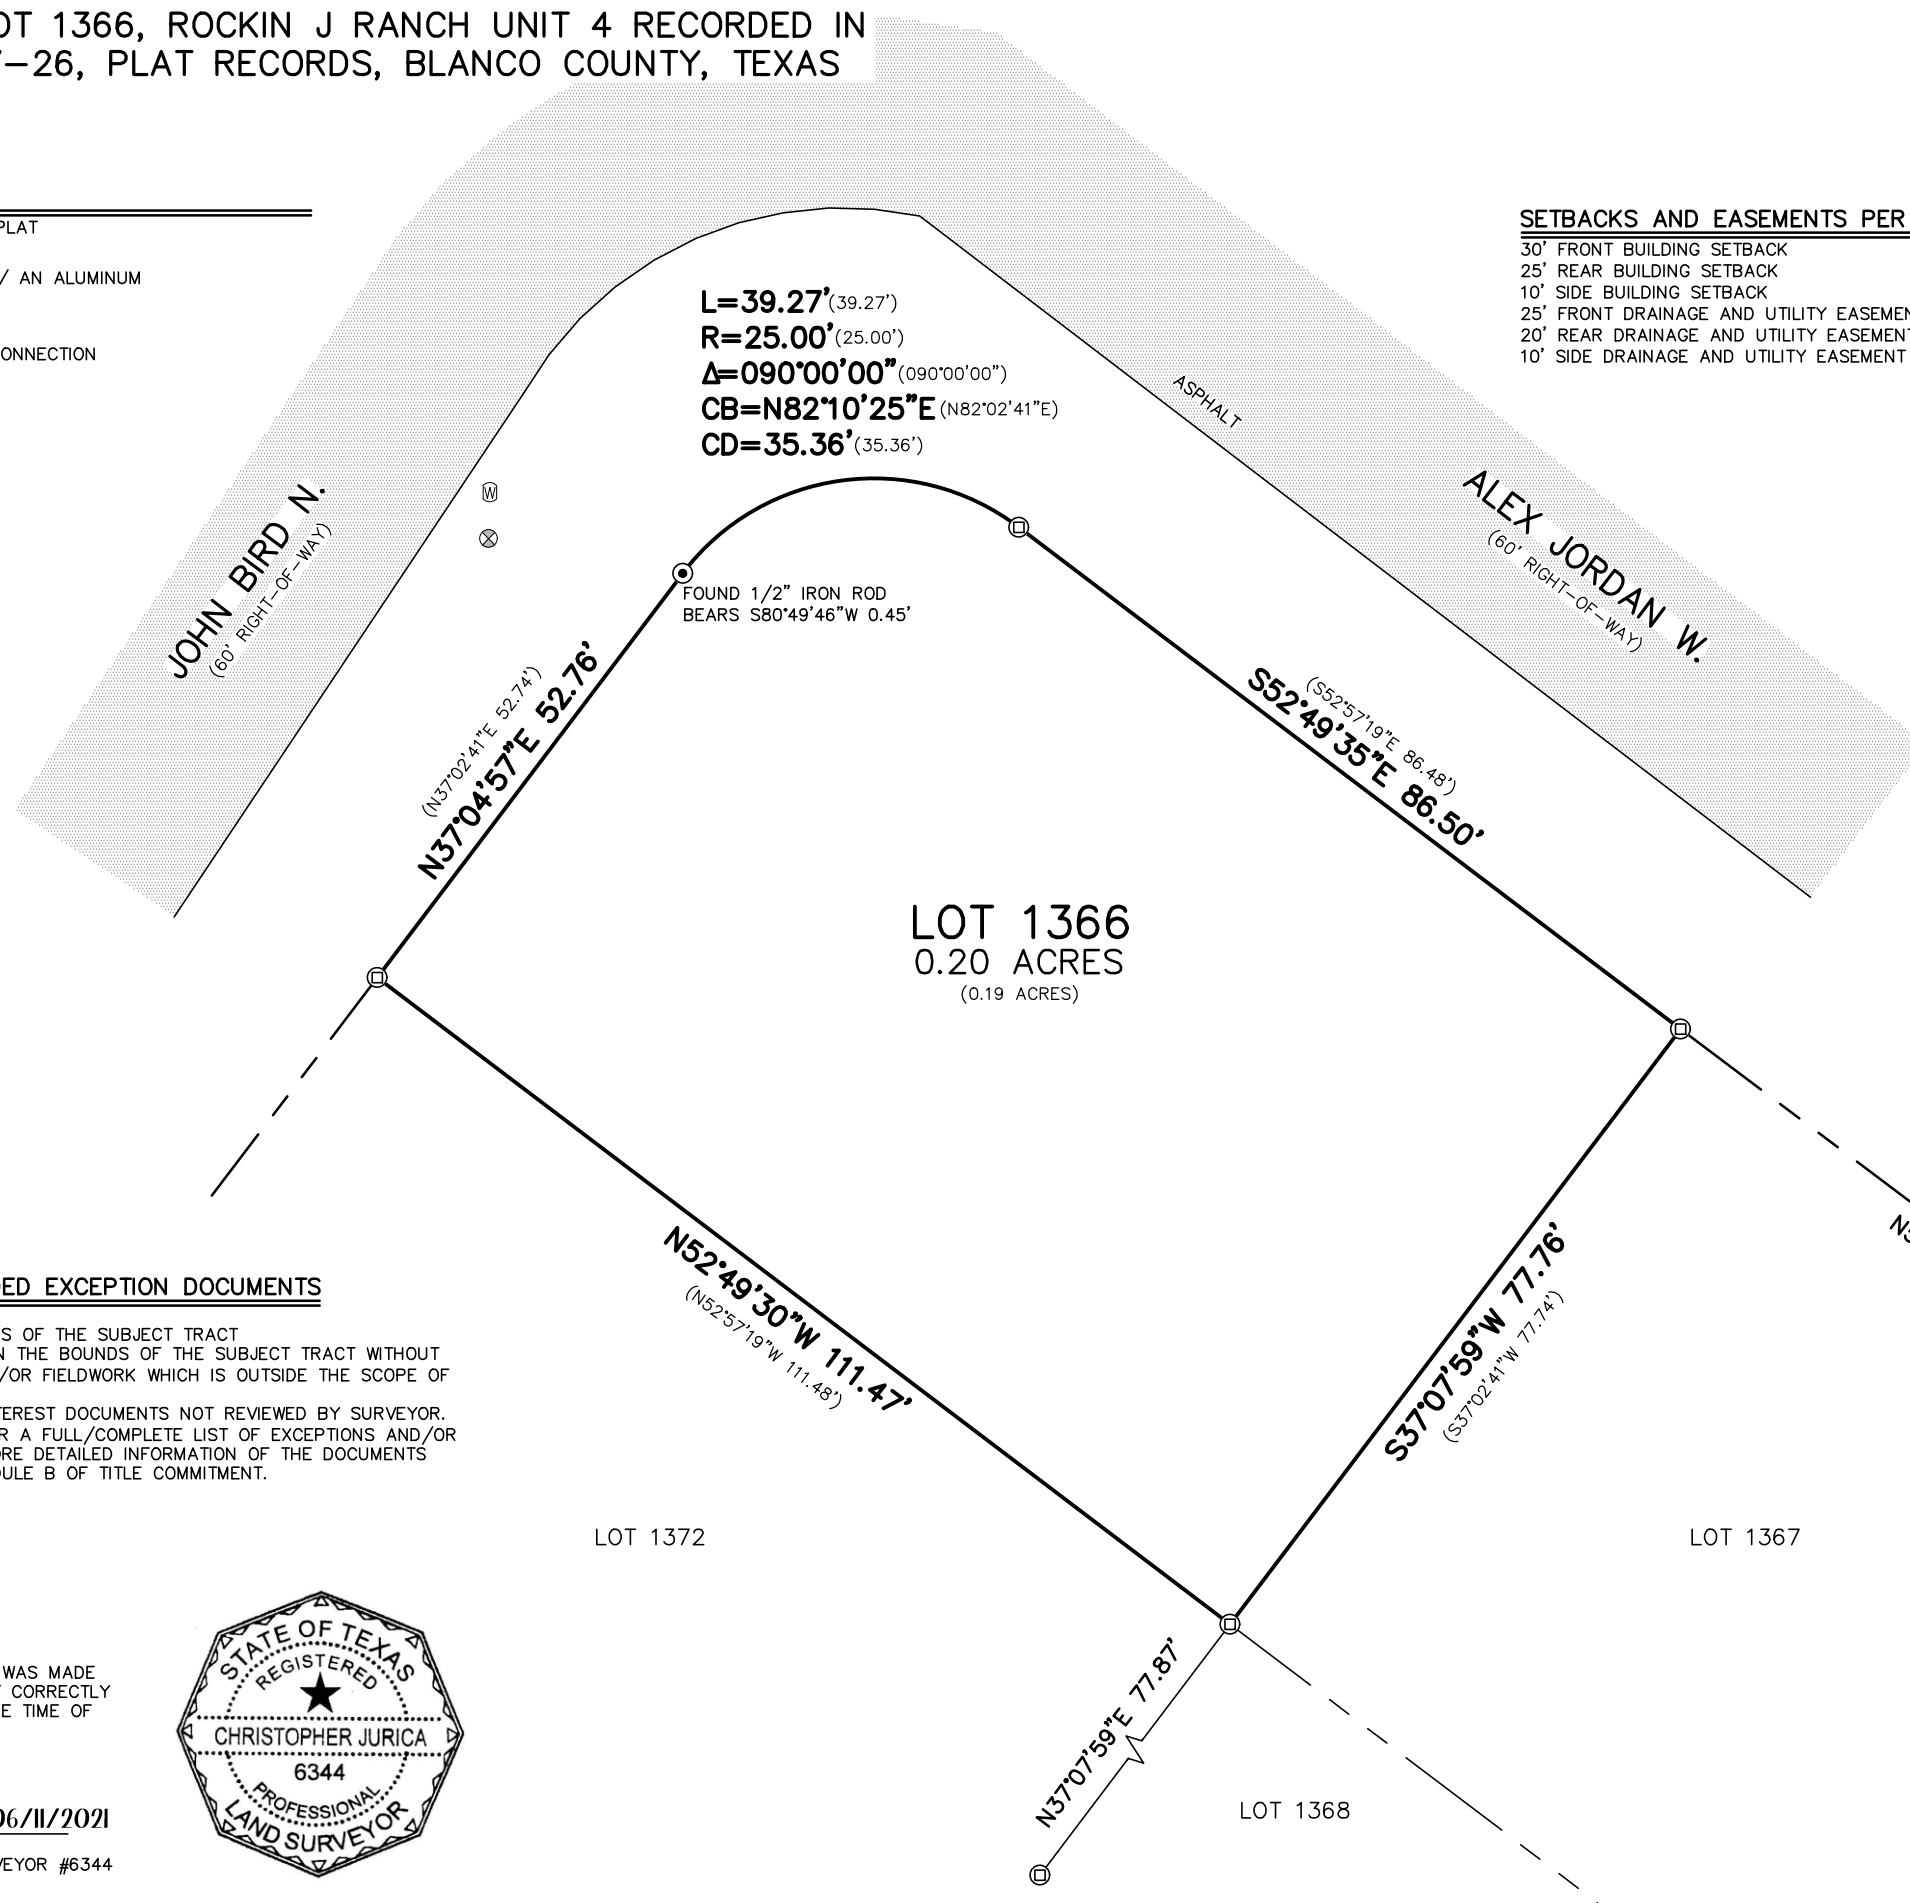 OT 1366, ROCKIN J RANCH UNIT 4 RECORDED IN
7-26, PLAT RECORDS, BLANCO COUNTY, TEXAS
PLAT
/ AN ALUMINUM
ONNECTION
SETBACKS AND EASEMENTS PER
30' FRONT BUILDING SETBACK
25' REAR BUILDING SETBACK
10' SIDE BUILDING SETBACK
25' FRONT DRAINAGE AND UTILITY EASEMEN
20' REAR DRAINAGE AND UTILITY EASEMENT
10' SIDE DRAINAGE AND UTILITY EASEMENT
L=39.27'(39.27')
R=25.00'(25.00')
Δ=090°00'00"(090°00'00")
CB=N82°10'25"E(N82°02'41"E)
CD=35.36'(35.36')
ASPHALT
W
JOHN BIRD N.
(60' RIGHT-OF-WAY)
ALEX JORDAN W.
(60' RIGHT-OF-WAY)
FOUND 1/2" IRON ROD
BEARS S80°49'46"W 0.45'
(N37°02'41"E 52.74')
N37°04'57"E 52.76'
(S52°57'19"E 86.48')
S52°49'35"E 86.50'
LOT 1366
0.20 ACRES
(0.19 ACRES)
N52°49'30"W 111.47'
(N52°57'19"W 111.48')
S37°07'59"W 77.76'
(S37°02'41"W 77.74')
DED EXCEPTION DOCUMENTS
S OF THE SUBJECT TRACT
N THE BOUNDS OF THE SUBJECT TRACT WITHOUT
/OR FIELDWORK WHICH IS OUTSIDE THE SCOPE OF
TEREST DOCUMENTS NOT REVIEWED BY SURVEYOR.
R A FULL/COMPLETE LIST OF EXCEPTIONS AND/OR
ORE DETAILED INFORMATION OF THE DOCUMENTS
DULE B OF TITLE COMMITMENT.
LOT 1372
LOT 1367
N37°07'59"E 77.87'
LOT 1368
WAS MADE
CORRECTLY
E TIME OF
STATE OF TEXAS
REGISTERED
CHRISTOPHER JURICA
6344
PROFESSIONAL
LAND SURVEYOR
06/11/2021
VEYOR #6344